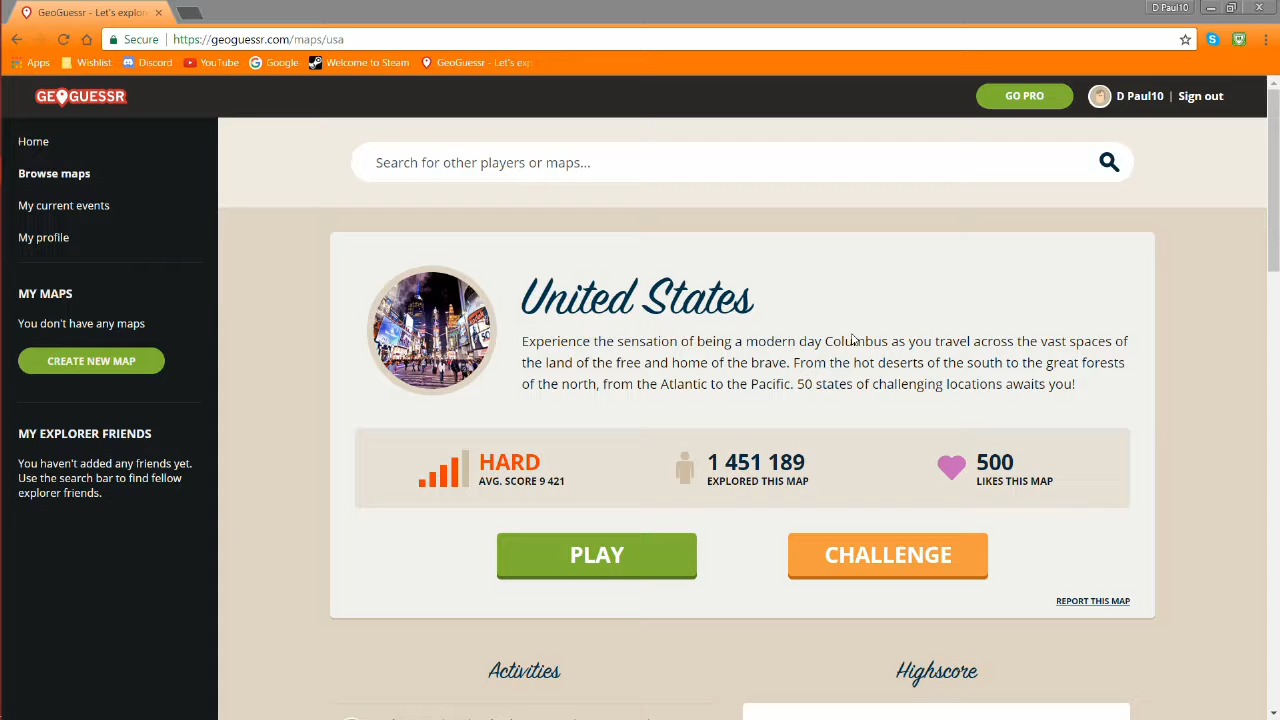 GeoGuessr - Let's explor
D Paul10
Secure
https://geoguessr.com/maps/usa
Apps
Wishlist
Discord
YouTube
Google
Welcome to Steam
GeoGuessr - Let's exp
GEOGUESSR
GO PRO
D Paul10 | Sign out
Home
Browse maps
My current events
My profile
MY MAPS
You don't have any maps
CREATE NEW MAP
MY EXPLORER FRIENDS
You haven't added any friends yet.
Use the search bar to find fellow
explorer friends.
Search for other players or maps...
United States
Experience the sensation of being a modern day Columbus as you travel across the vast spaces of
the land of the free and home of the brave. From the hot deserts of the south to the great forests
of the north, from the Atlantic to the Pacific. 50 states of challenging locations awaits you!
HARD
AVG. SCORE 9 421
1 451 189
EXPLORED THIS MAP
500
LIKES THIS MAP
PLAY
CHALLENGE
REPORT THIS MAP
Activities
Highscore